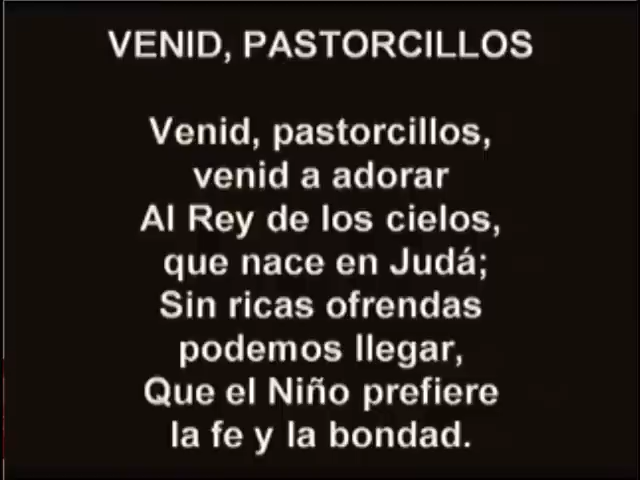 VENID, PASTORCILLOS
Venid, pastorcillos,
venid a adorar
Al Rey de los cielos,
que nace en Judá;
Sin ricas ofrendas
podemos llegar,
Que el Niño prefiere
la fe y la bondad.